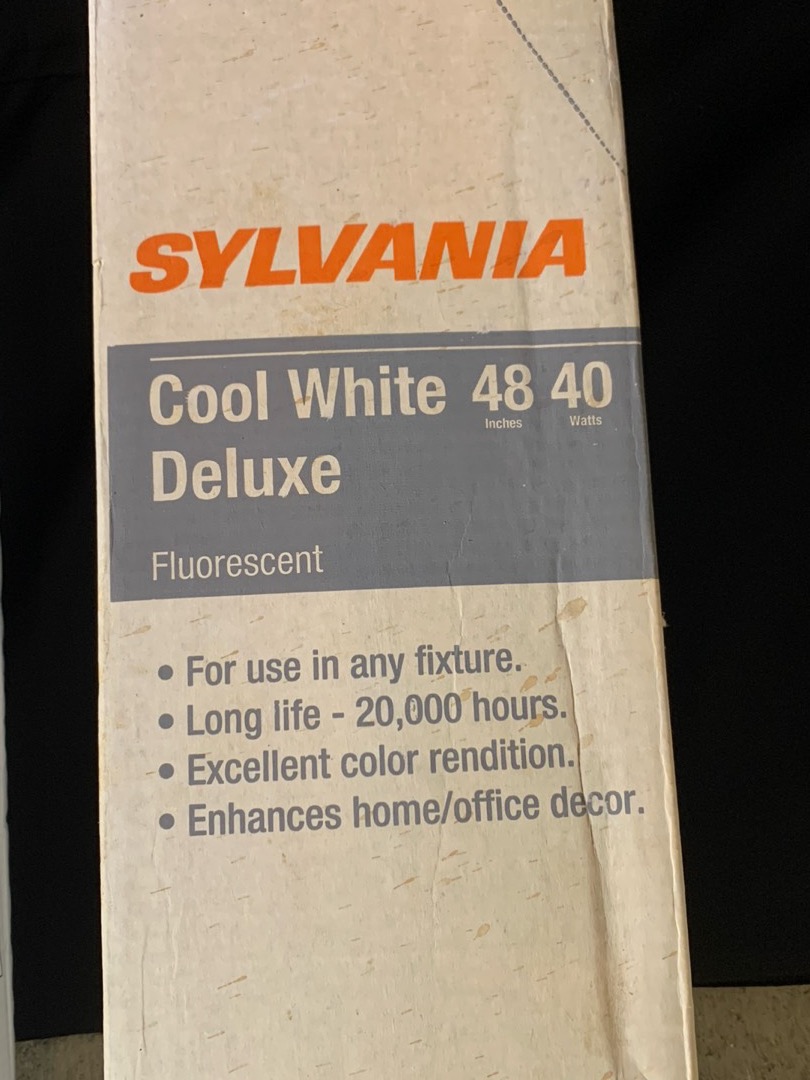 SYLVANIA
Cool White 48 40
Inches Watts
Deluxe
Fluorescent
• For use in any fixture.
• Long life - 20,000 hours.
• Excellent color rendition.
• Enhances home/office decor.